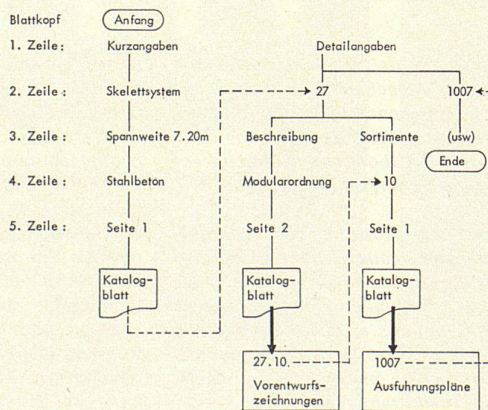 Blattkopf Anfang
1. Zeile: Kurzangaben Detailangaben
2. Zeile: Skelettsystem 27 1007
3. Zeile: Spannweite 7.20m Beschreibung Sortimente (usw)
Ende
4. Zeile: Stahlbeton Modularordnung 10
5. Zeile: Seite 1 Seite 2 Seite 1
Katalog-
blatt
Katalog-
blatt
Katalog-
blatt
27.10.
Vorentwurfs-
zeichnungen
1007
Ausfuhrungspläne